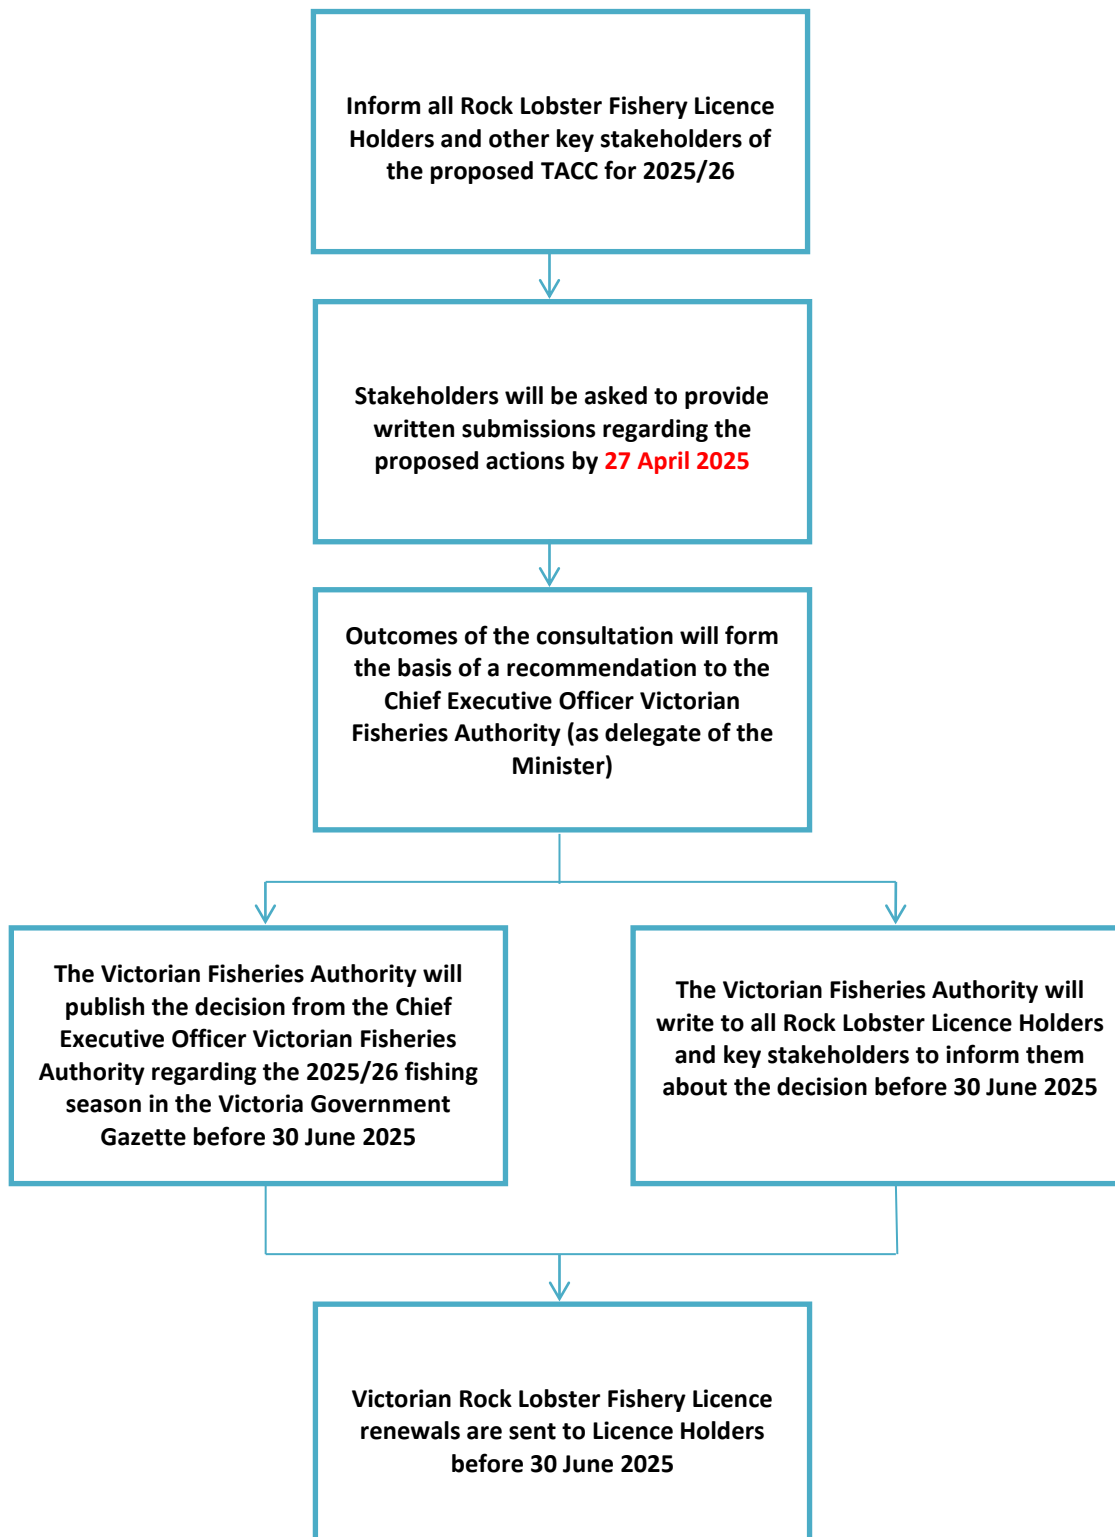 Inform all Rock Lobster Fishery Licence
Holders and other key stakeholders of
the proposed TACC for 2025/26
Stakeholders will be asked to provide
written submissions regarding the
proposed actions by 27 April 2025
Outcomes of the consultation will form
the basis of a recommendation to the
Chief Executive Officer Victorian
Fisheries Authority (as delegate of the
Minister)
The Victorian Fisheries Authority will
publish the decision from the Chief
Executive Officer Victorian Fisheries
Authority regarding the 2025/26 fishing
season in the Victoria Government
Gazette before 30 June 2025
The Victorian Fisheries Authority will
write to all Rock Lobster Licence Holders
and key stakeholders to inform them
about the decision before 30 June 2025
Victorian Rock Lobster Fishery Licence
renewals are sent to Licence Holders
before 30 June 2025